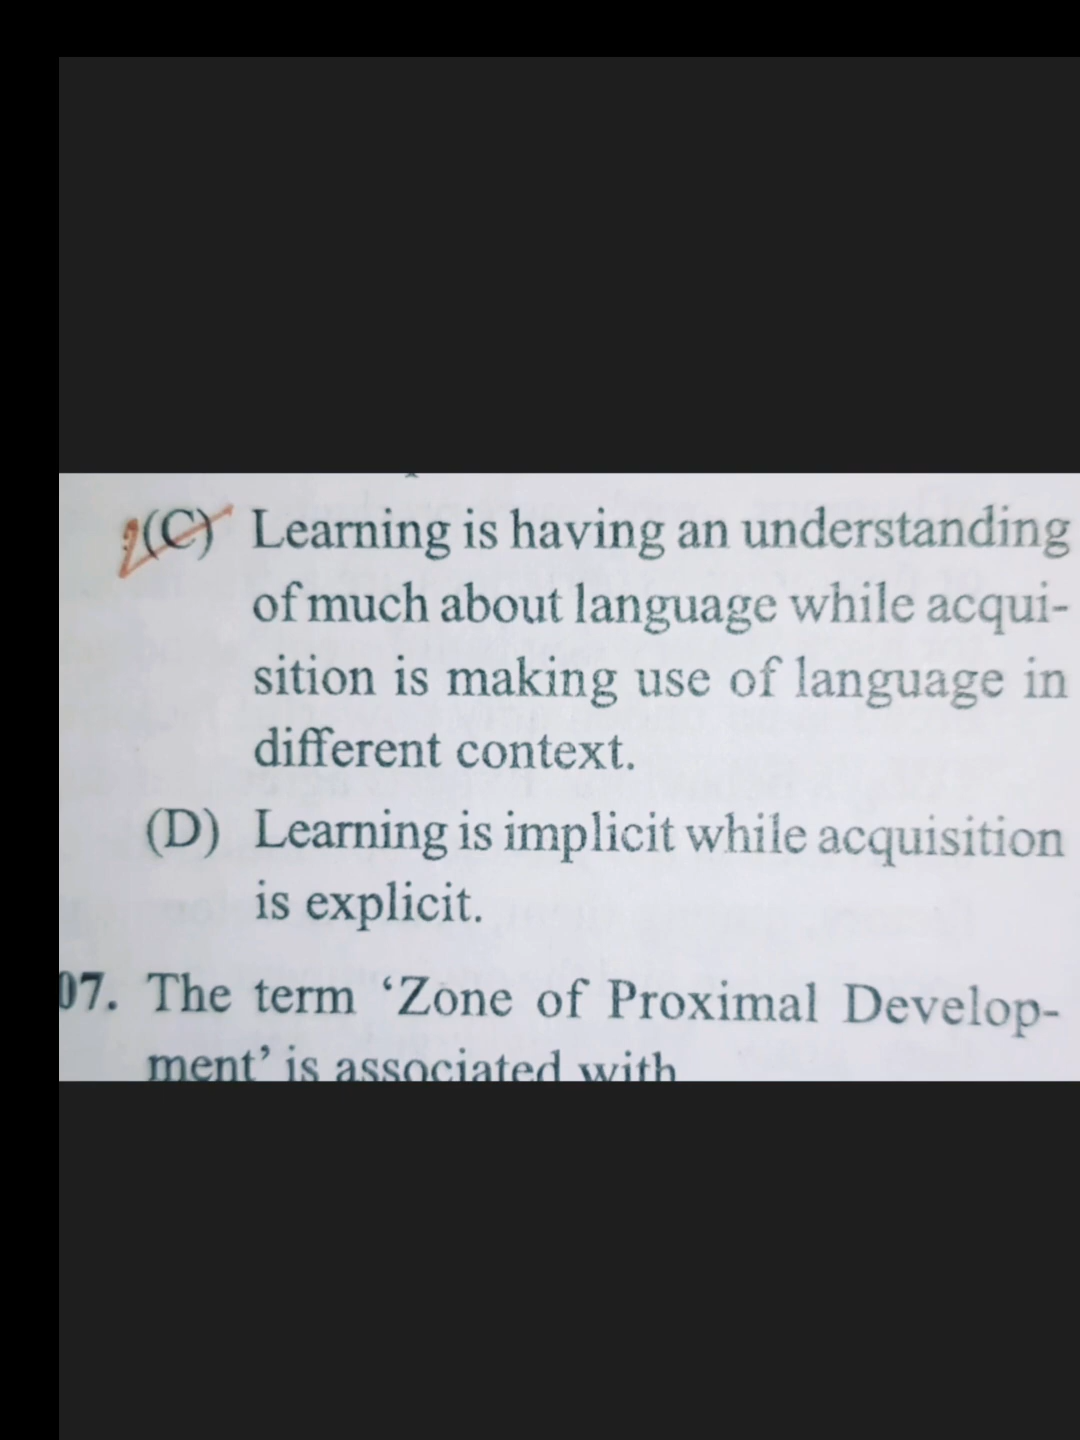 (C) Learning is having an understanding
of much about language while acqui-
sition is making use of language in
different context.
(D) Learning is implicit while acquisition
is explicit.
07. The term ‘Zone of Proximal Develop-
ment’ is associated with